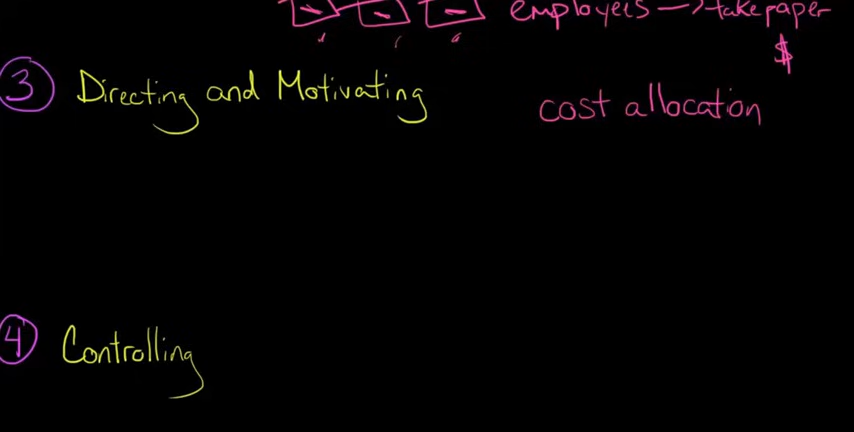 employees → take paper
$
③ Directing and Motivating
cost allocation
④ Controlling